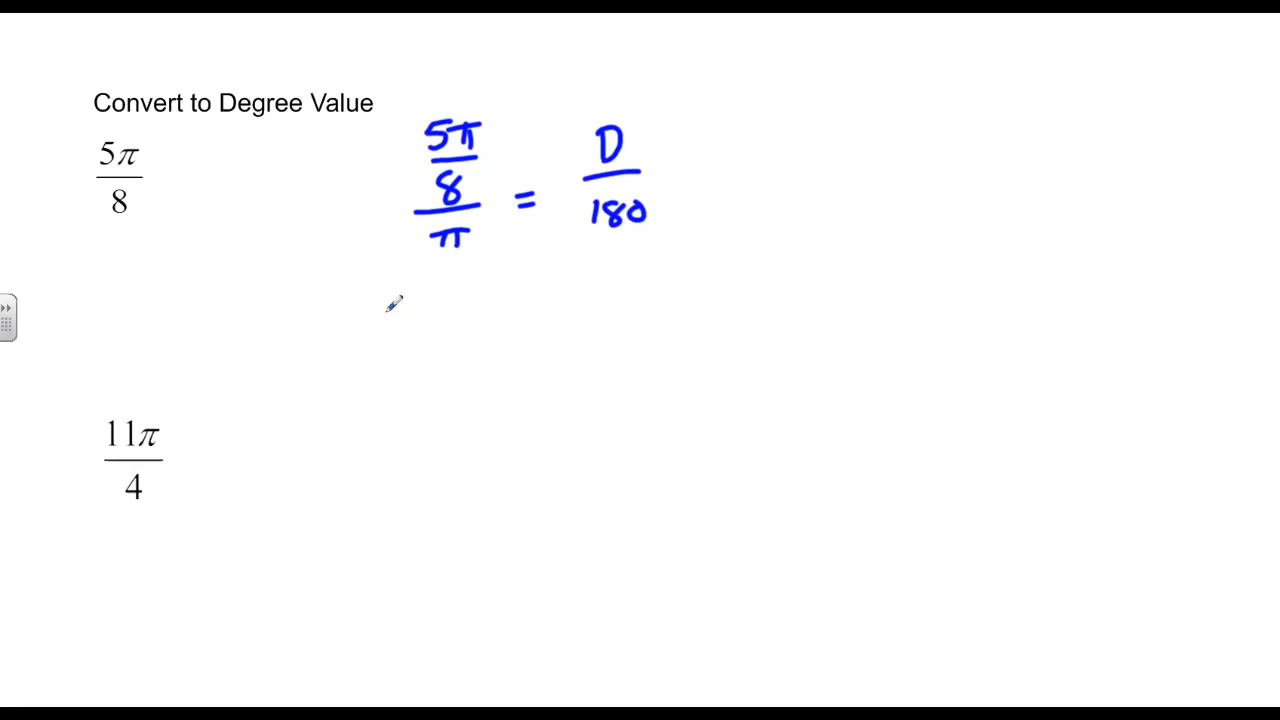 Convert to Degree Value
5π
8
5π
8
π
=
D
180
11π
4